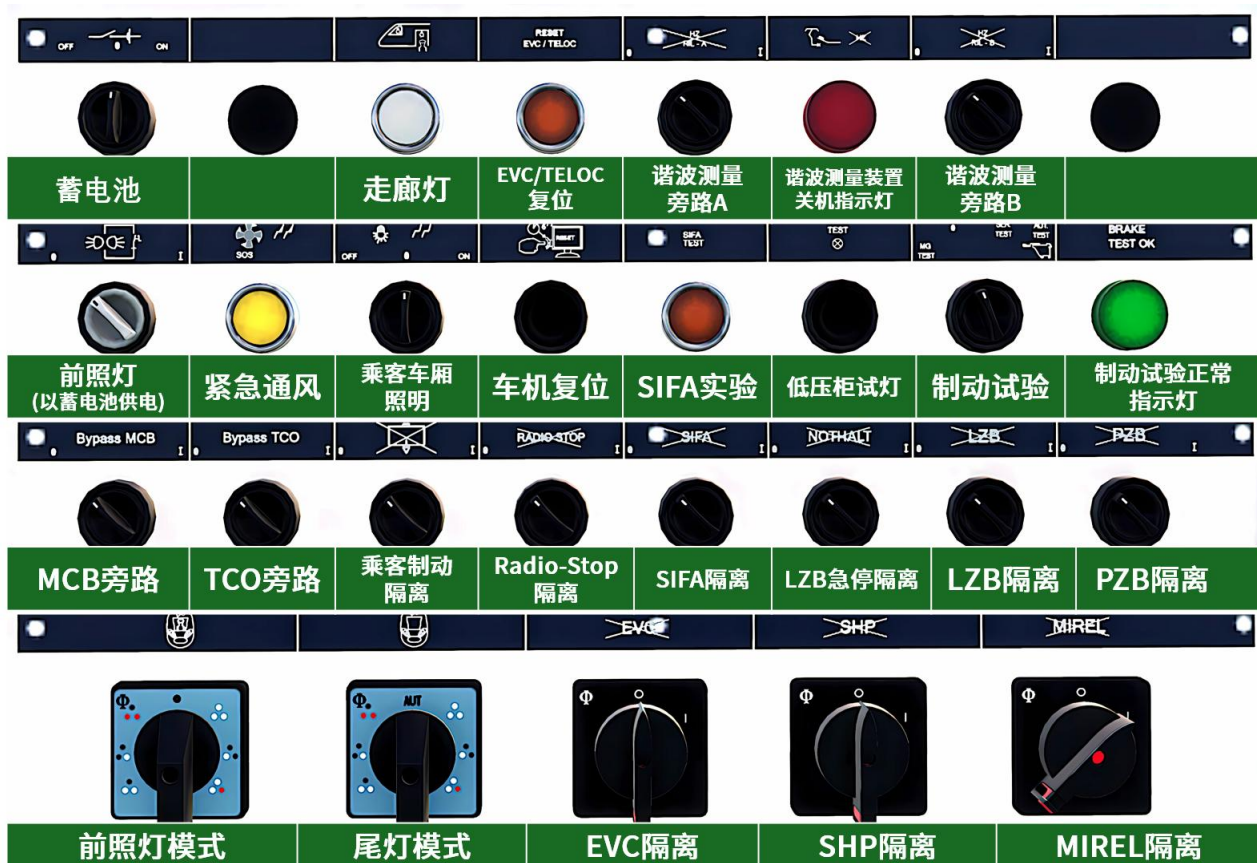 OFF 0 ON
RESET
EVC / TELOC
0 HZ I
0 HZ I
蓄电池
走廊灯
EVC/TELOC
复位
谐波测量
旁路A
谐波测量装置
关机指示灯
谐波测量
旁路B
0 I
SOS
OFF 0 ON
RESET
SIFA
TEST
TEST
MG
TEST
0
TEST
AUT.
TEST
BRAKE
TEST OK
前照灯
(以蓄电池供电)
紧急通风
乘客车厢
照明
车机复位
SIFA实验
低压柜试灯
制动试验
制动试验正常
指示灯
0 Bypass MCB I
0 Bypass TCO I
0 I
0 RADIO STOP I
0 SIFA I
0 NOTHALT I
0 LZB I
0 PZB I
MCB旁路
TCO旁路
乘客制动
隔离
Radio-Stop
隔离
SIFA隔离
LZB急停隔离
LZB隔离
PZB隔离
EVC
SHP
MIREL
Φ
Φ AUT
Φ O I
Φ O I
Φ O I
前照灯模式
尾灯模式
EVC隔离
SHP隔离
MIREL隔离